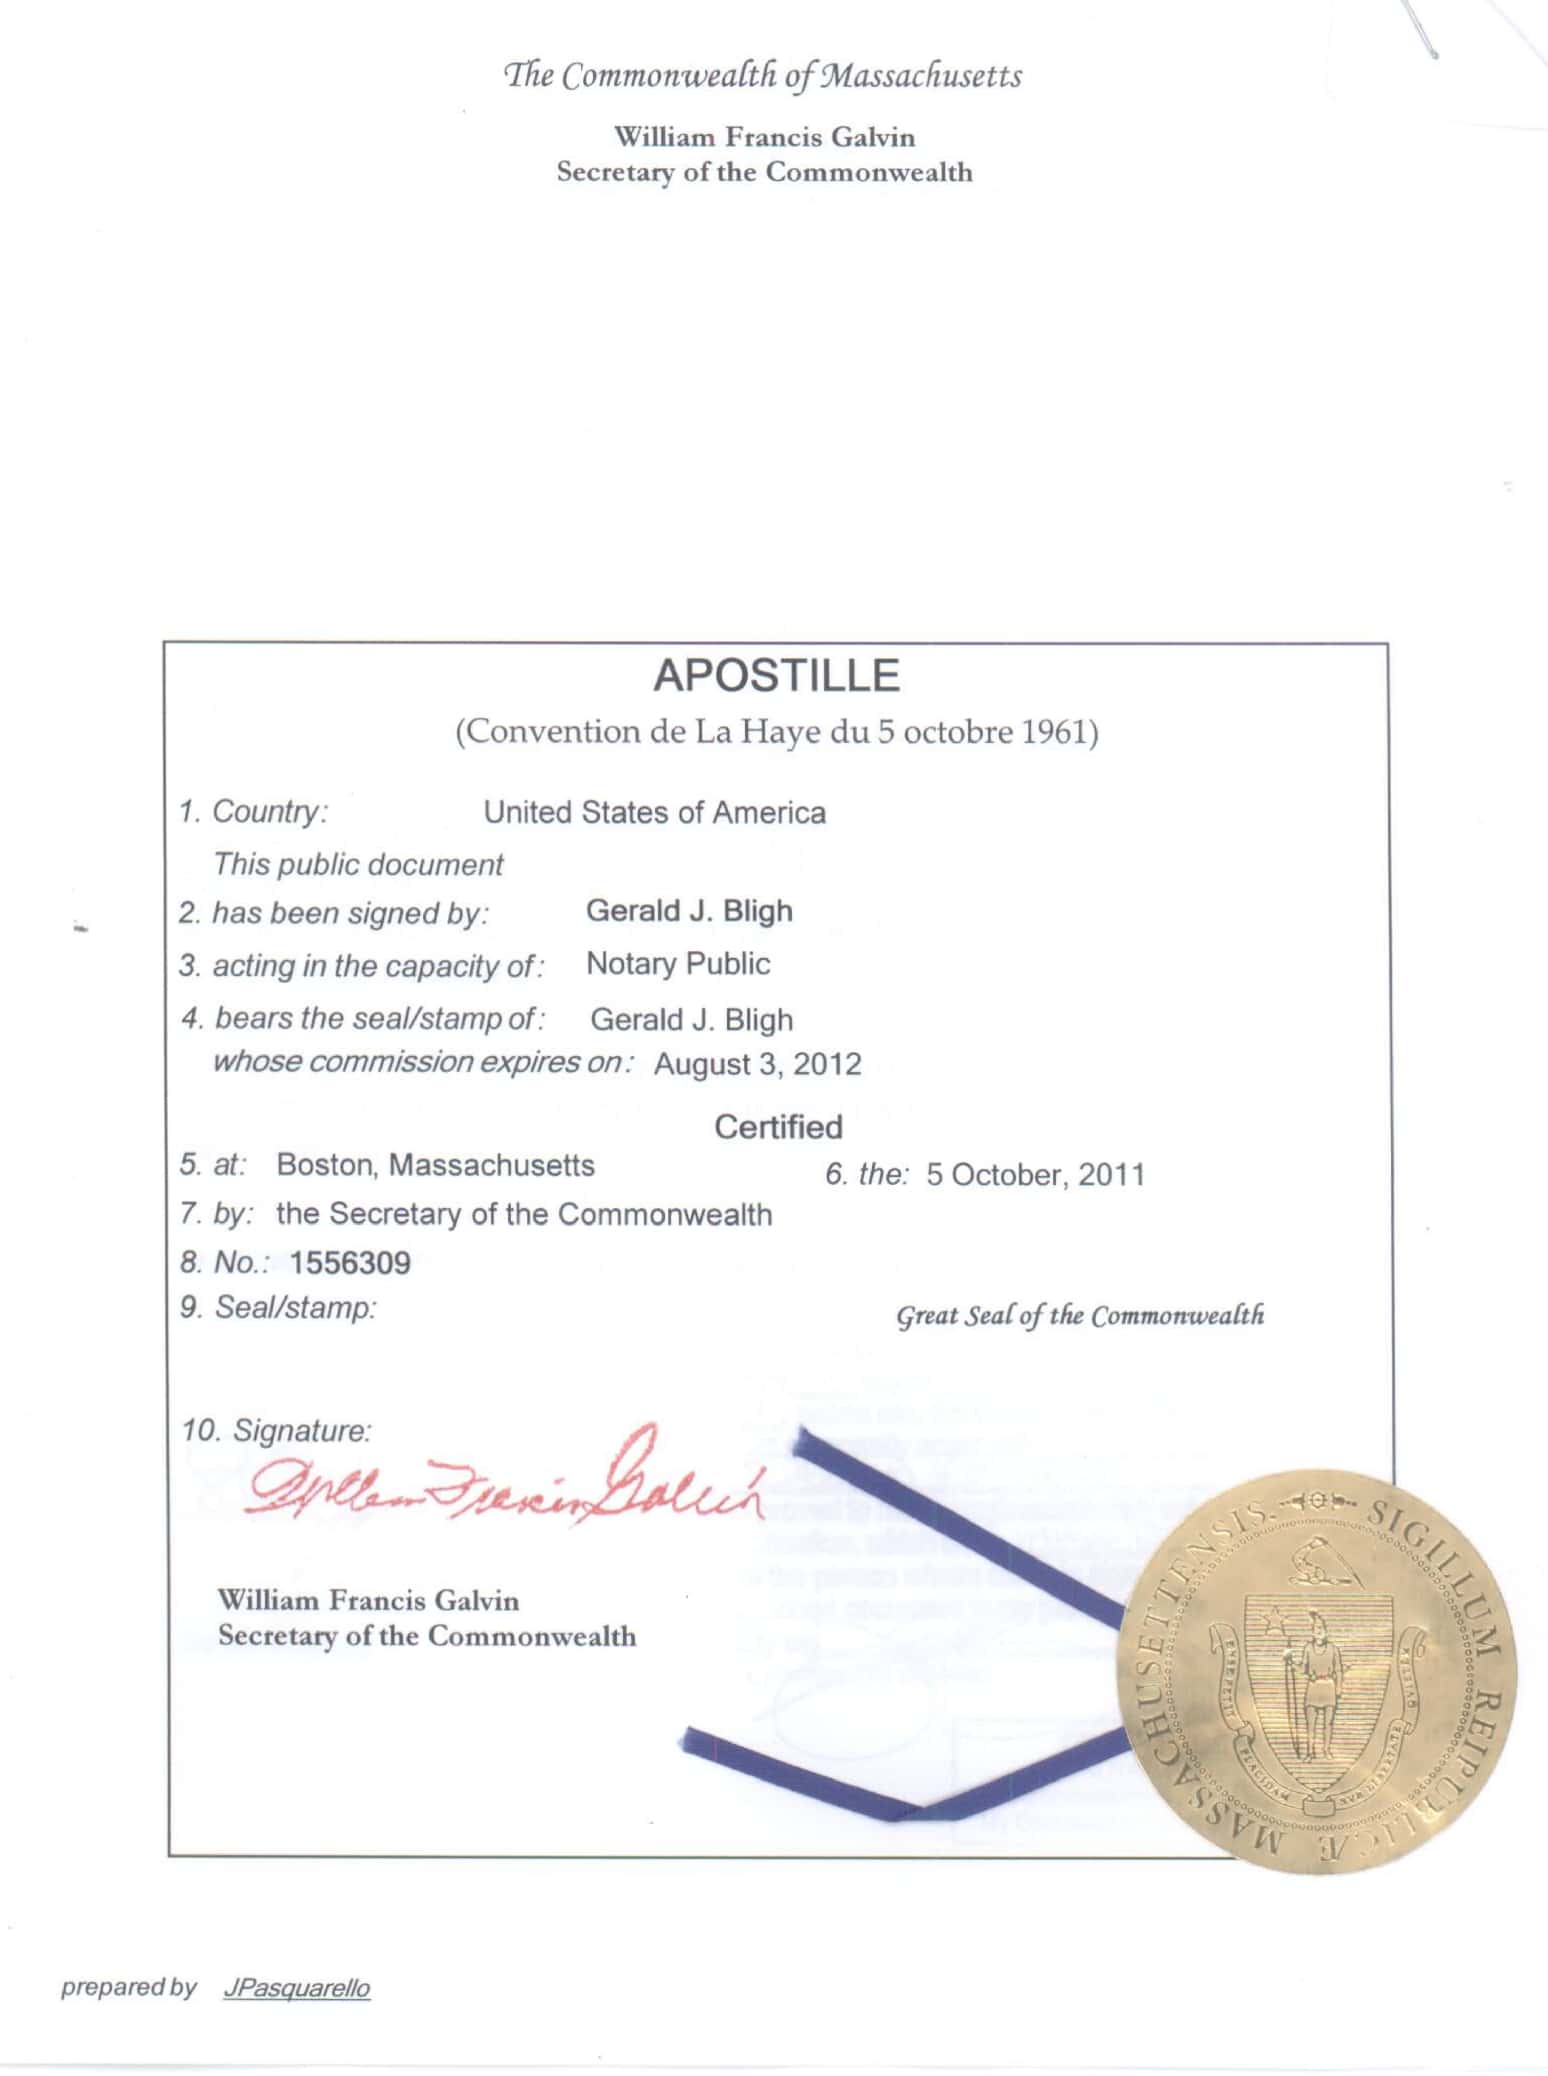 The Commonwealth of Massachusetts
William Francis Galvin
Secretary of the Commonwealth
APOSTILLE
(Convention de La Haye du 5 octobre 1961)
1. Country: United States of America
This public document
2. has been signed by: Gerald J. Bligh
3. acting in the capacity of: Notary Public
4. bears the seal/stamp of: Gerald J. Bligh
whose commission expires on: August 3, 2012
Certified
5. at: Boston, Massachusetts 6. the: 5 October, 2011
7. by: the Secretary of the Commonwealth
8. No.: 1556309
9. Seal/stamp:
Great Seal of the Commonwealth
10. Signature:
William Francis Galvin
William Francis Galvin
Secretary of the Commonwealth
SIGILLUM REIPUBLICÆ MASSACHUSETTENSIS.
ENSE PETIT PLACIDAM SUB LIBERTATE QUIETEM
prepared by JPasquarello